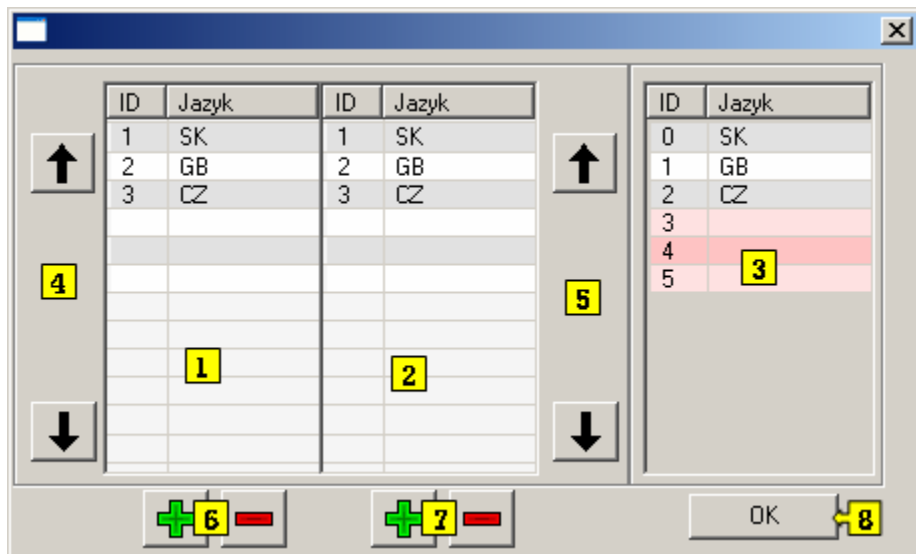 ID Jazyk ID Jazyk ID Jazyk
1 SK 1 SK 0 SK
2 GB 2 GB 1 GB
3 CZ 3 CZ 2 CZ
3
4
3
4
5
5
1
2
6 7 OK 8